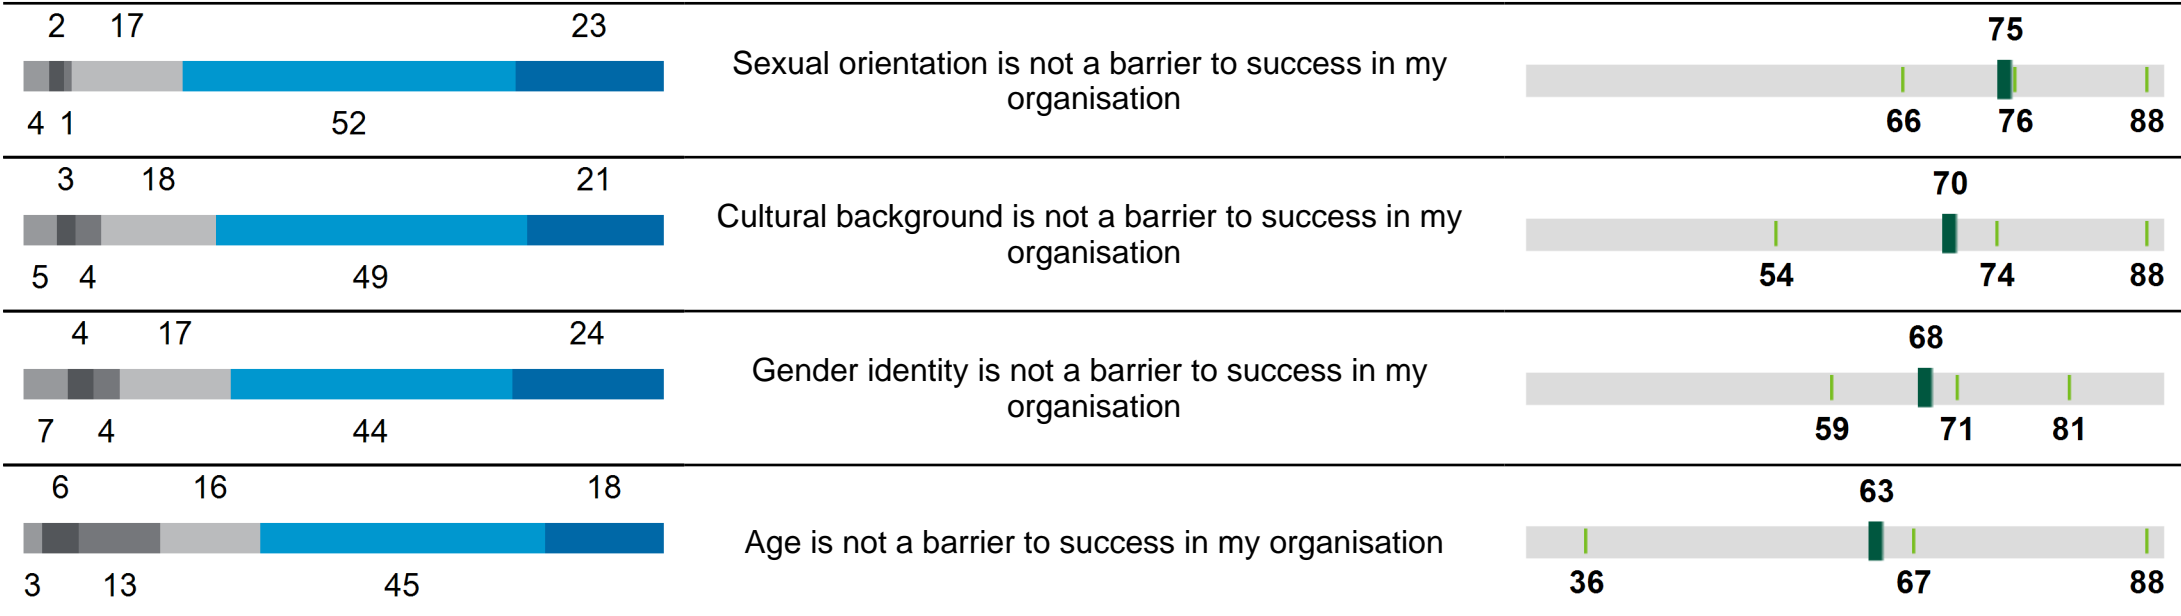 2 17 23
4 1 52
Sexual orientation is not a barrier to success in my
organisation
75
66 76 88
3 18 21
5 4 49
Cultural background is not a barrier to success in my
organisation
70
54 74 88
4 17 24
7 4 44
Gender identity is not a barrier to success in my
organisation
68
59 71 81
6 16 18
3 13 45
Age is not a barrier to success in my organisation
63
36 67 88